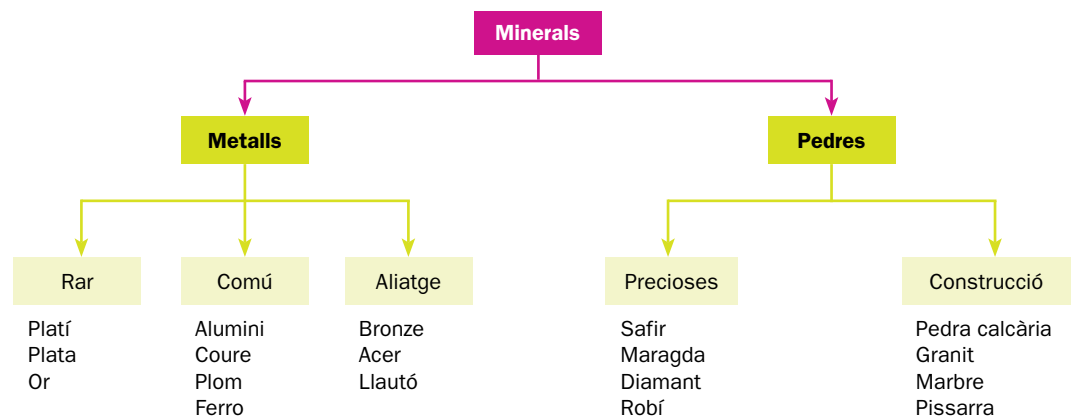 Minerals
Metalls
Pedres
Rar
Comú
Aliatge
Precioses
Construcció
Platí
Plata
Or
Alumini
Coure
Plom
Ferro
Bronze
Acer
Llautó
Safir
Maragda
Diamant
Robí
Pedra calcària
Granit
Marbre
Pissarra